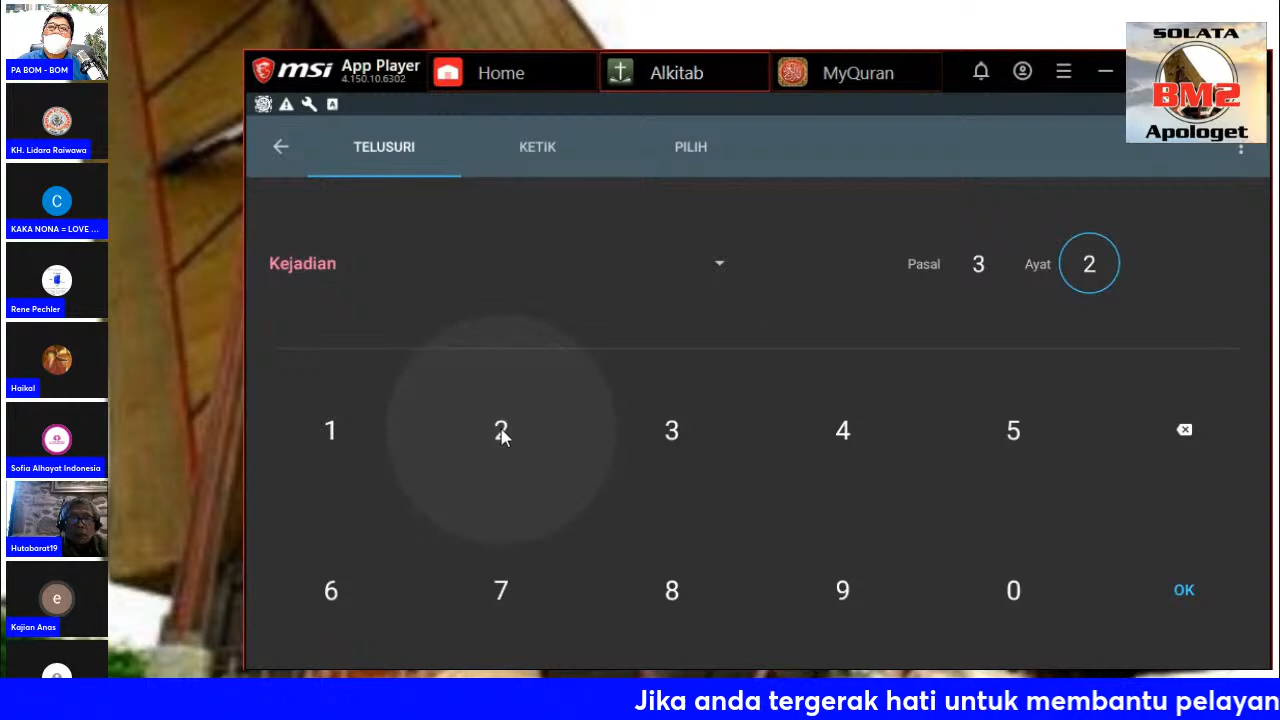 PA BOM - BOM
KH. Lidara Raiwawa
C
KAKA NONA = LOVE ...
Rene Pechler
Haikal
Sofia Alhayat Indonesia
Hutabarat19
e
Kajian Anas
msi App Player
4.150.10.6302
Home
Alkitab
MyQuran
SOLATA
BM2
Apologet
TELUSURI
KETIK
PILIH
Kejadian
Pasal 3 Ayat 2
1 2 3 4 5
6 7 8 9 0 OK
Jika anda tergerak hati untuk membantu pelayan